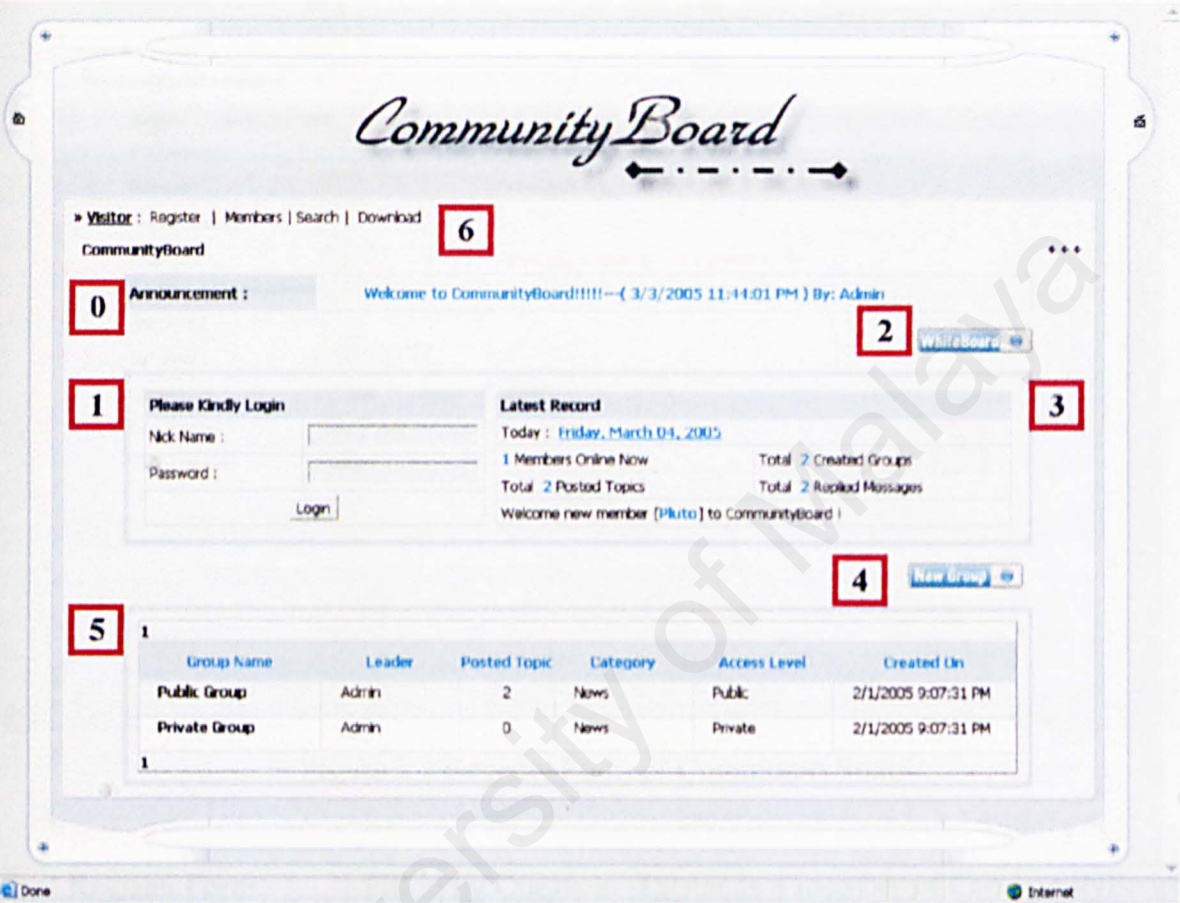 Community Board
» Visitor : Register | Members | Search | Download
6
CommunityBoard
0
Announcement :
Welcome to CommunityBoard!!!!!---( 3/3/2005 11:44:01 PM ) By: Admin
2
WhiteBoard
1
3
Please Kindly Login
Latest Record
Nick Name :
Today : Friday, March 04, 2005
1 Members Online Now
Total 2 Created Groups
Password :
Total 2 Posted Topics
Total 2 Replied Messages
Login
Welcome new member [Pluto] to CommunityBoard !
4
New Group
5
1
Group Name Leader Posted Topic Category Access Level Created On
Public Group Admin 2 News Public 2/1/2005 9:07:31 PM
Private Group Admin 0 News Private 2/1/2005 9:07:31 PM
1
University of Malaya
Done
Internet